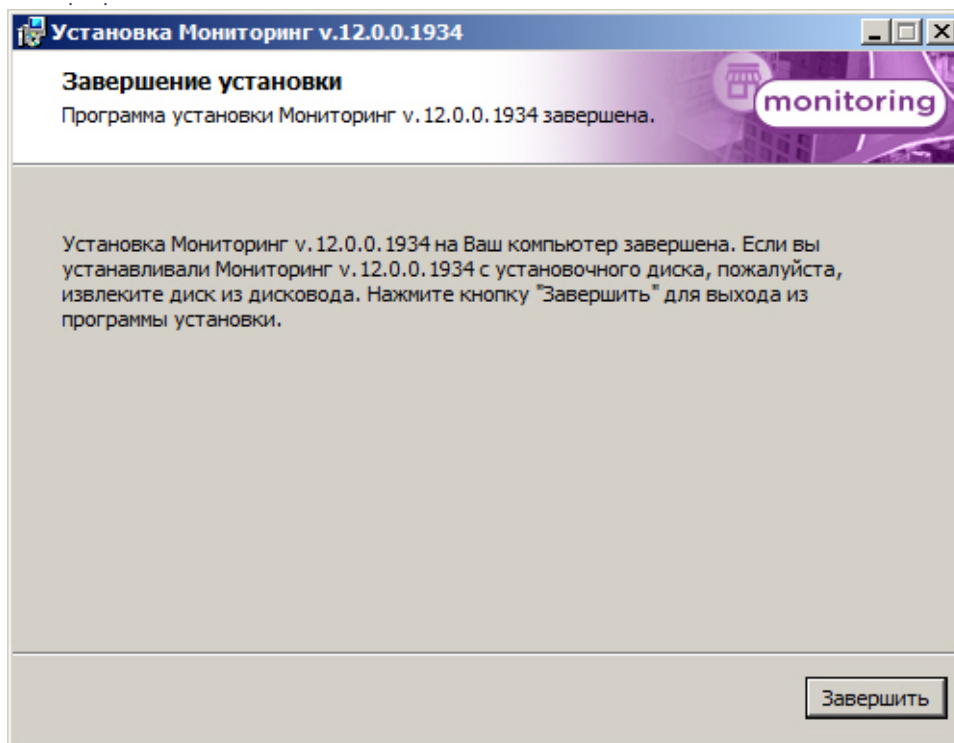 Установка Мониторинг v.12.0.0.1934
Завершение установки
Программа установки Мониторинг v.12.0.0.1934 завершена.
monitoring
Установка Мониторинг v.12.0.0.1934 на Ваш компьютер завершена. Если вы
устанавливали Мониторинг v.12.0.0.1934 с установочного диска, пожалуйста,
извлеките диск из дисковода. Нажмите кнопку "Завершить" для выхода из
программы установки.
Завершить